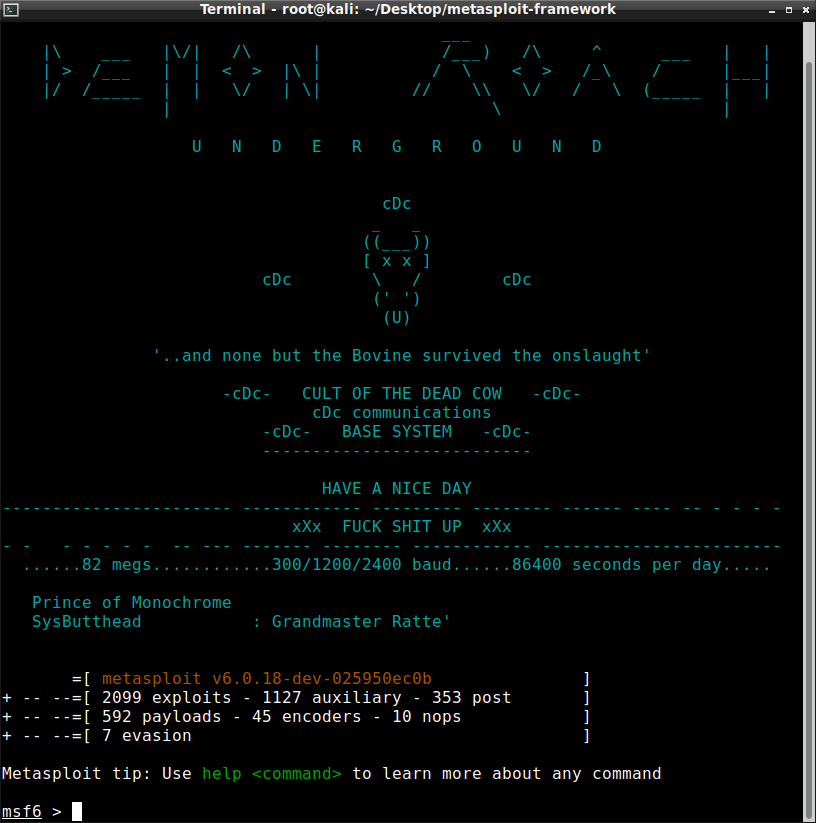 Terminal - root@kali: ~/Desktop/metasploit-framework
DEMON ROACH
U N D E R G R O U N D
cDc
_   _
((___))
[ x x ]
cDc \   / cDc
(' ')
(U)
'..and none but the Bovine survived the onslaught'
-cDc-   CULT OF THE DEAD COW   -cDc-
cDc communications
-cDc-   BASE SYSTEM   -cDc-
---------------------------
HAVE A NICE DAY
----------------------- ------------ --------- -------- ------ ---- -- - - - -
xXx  FUCK SHIT UP  xXx
- -   - - - - -  -- --- ------- -------- ------------ ------------------------
......82 megs............300/1200/2400 baud......86400 seconds per day.....
Prince of Monochrome
SysButthead            : Grandmaster Ratte'
=[ metasploit v6.0.18-dev-025950ec0b               ]
+ -- --=[ 2099 exploits - 1127 auxiliary - 353 post       ]
+ -- --=[ 592 payloads - 45 encoders - 10 nops            ]
+ -- --=[ 7 evasion                                       ]
Metasploit tip: Use help <command> to learn more about any command
msf6 >